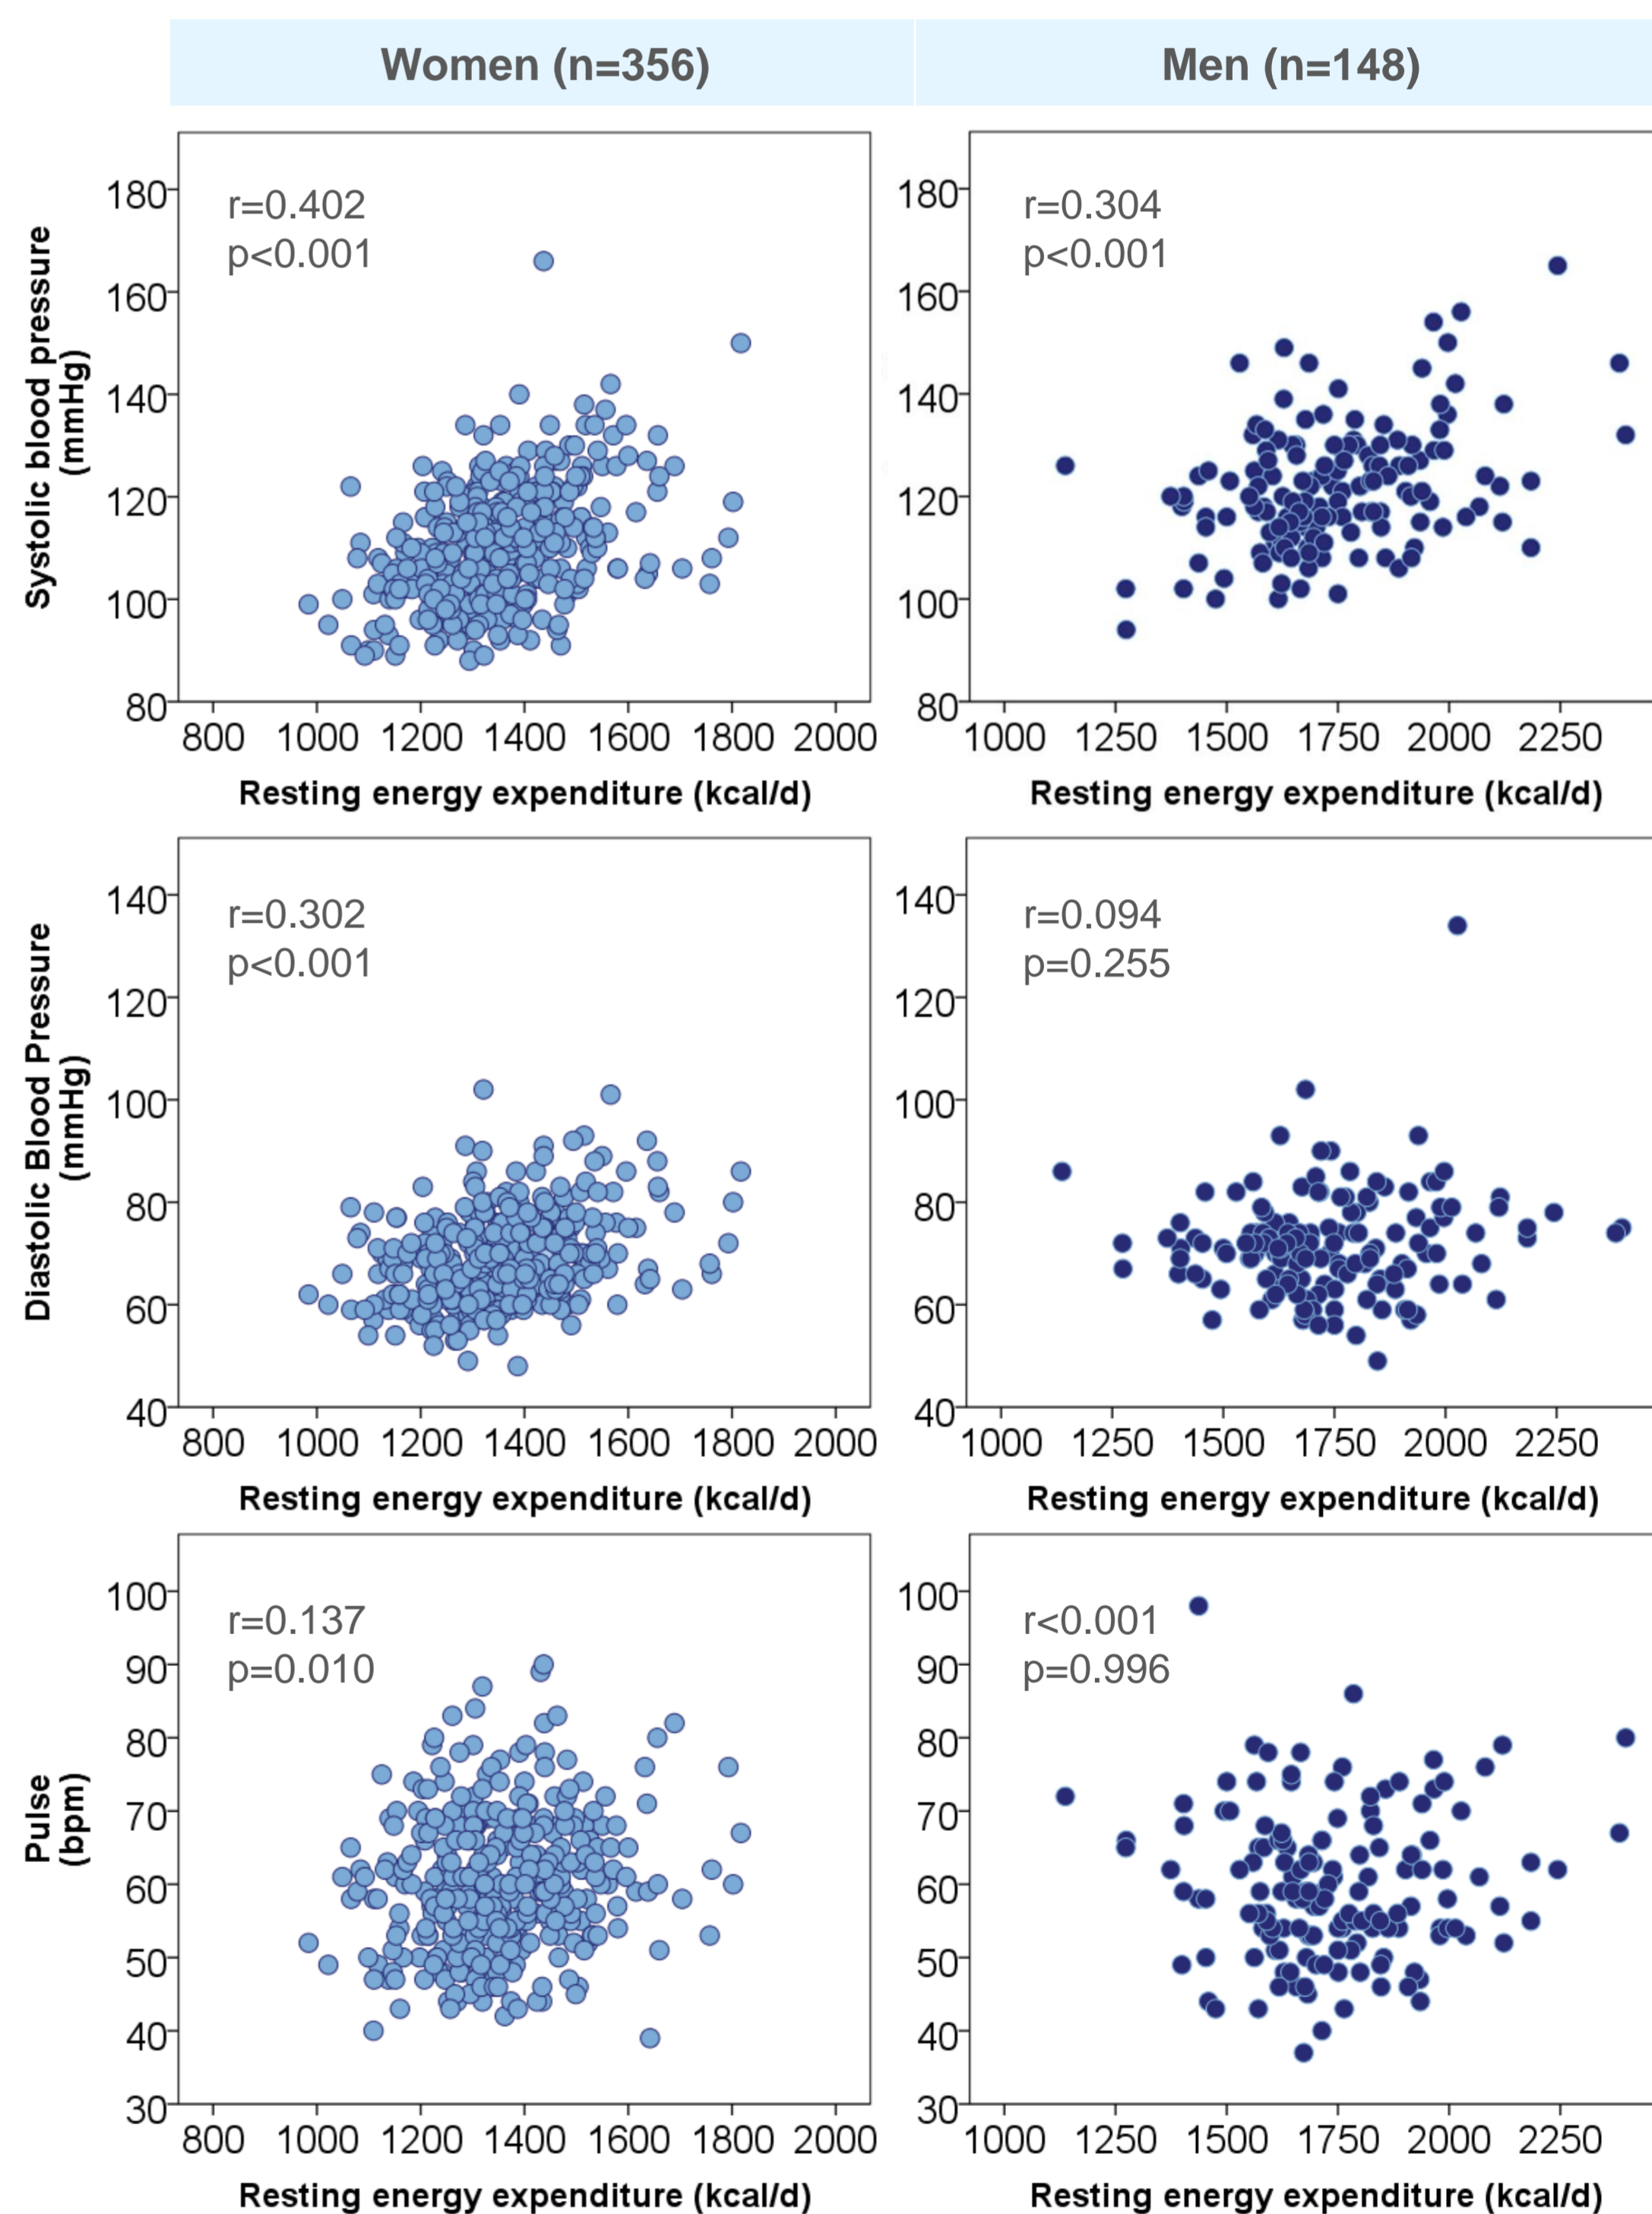 Women (n=356)
Men (n=148)
Systolic blood pressure
(mmHg)
180
160
140
120
100
80
r=0.402
p<0.001
800 1000 1200 1400 1600 1800 2000
Resting energy expenditure (kcal/d)
180
160
140
120
100
80
r=0.304
p<0.001
1000 1250 1500 1750 2000 2250
Resting energy expenditure (kcal/d)
Diastolic Blood Pressure
(mmHg)
140
120
100
80
60
40
r=0.302
p<0.001
800 1000 1200 1400 1600 1800 2000
Resting energy expenditure (kcal/d)
140
120
100
80
60
40
r=0.094
p=0.255
1000 1250 1500 1750 2000 2250
Resting energy expenditure (kcal/d)
Pulse
(bpm)
100
90
80
70
60
50
40
30
r=0.137
p=0.010
800 1000 1200 1400 1600 1800 2000
Resting energy expenditure (kcal/d)
100
90
80
70
60
50
40
30
r<0.001
p=0.996
1000 1250 1500 1750 2000 2250
Resting energy expenditure (kcal/d)